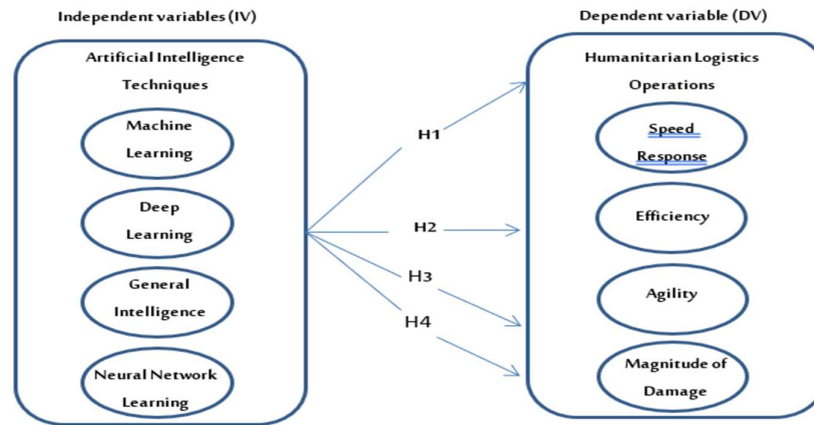 Independent variables (IV)
Artificial Intelligence
Techniques
Machine
Learning
Deep
Learning
General
Intelligence
Neural Network
Learning
H1
H2
H3
H4
Dependent variable (DV)
Humanitarian Logistics
Operations
Speed
Response
Efficiency
Agility
Magnitude of
Damage